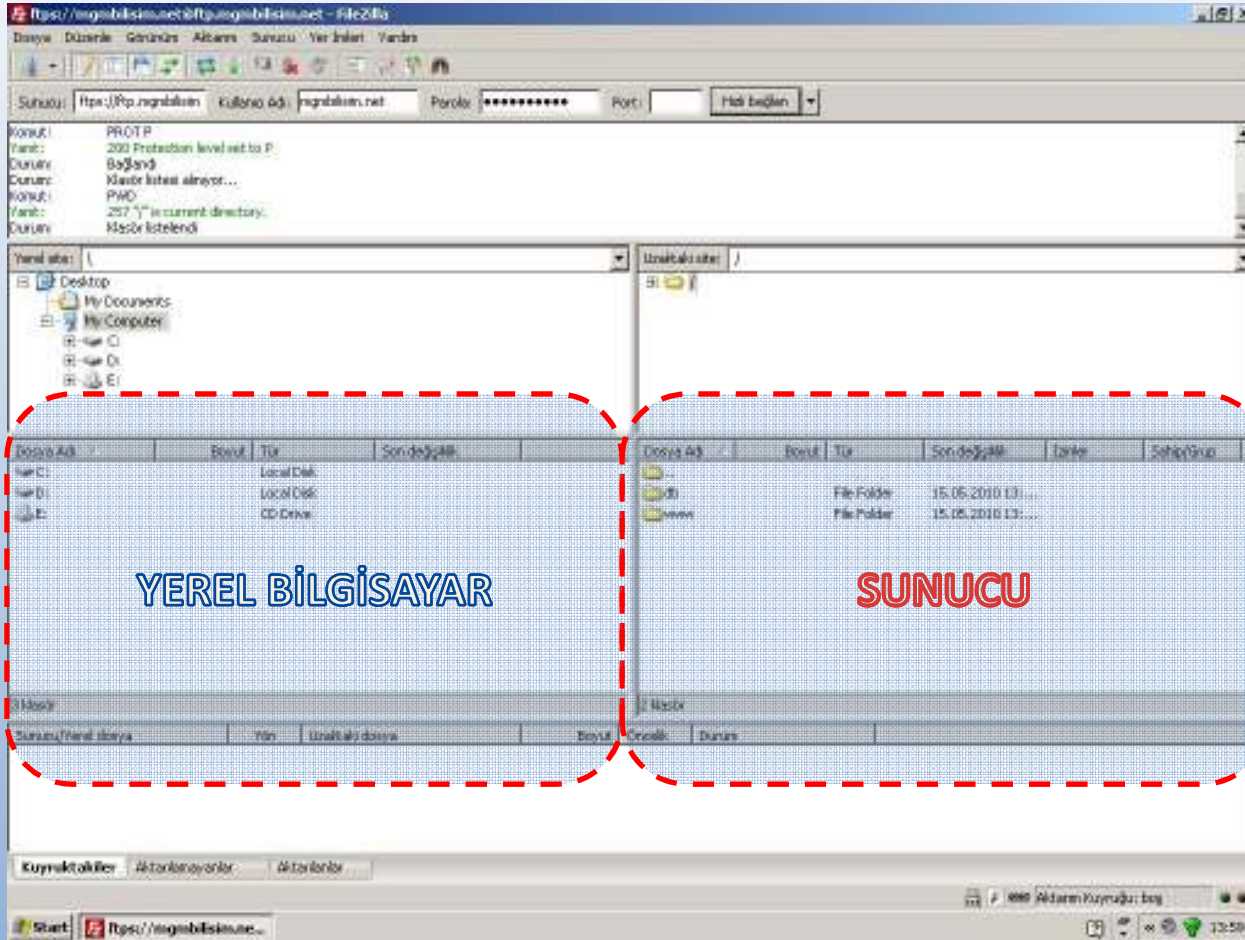 ftps://mgmbilisim.net@ftp.mgmbilisim.net - FileZilla
Dosya Düzenle Görünüm Aktarım Sunucu Yer İmleri Yardım
Sunucu: ftps://ftp.mgmbilisim Kullanıcı Adı: mgmbilisim.net Parola: ●●●●●●●●●● Port: Hızlı bağlan
Komut: PROT P
Yanıt: 200 Protection level set to P
Durum: Bağlandı
Durum: Klasör listesi alınıyor...
Komut: PWD
Yanıt: 257 "/" is current directory.
Durum: Klasör listelendi
Yerel site: \
Uzaktaki site: /
Desktop
/
My Documents
My Computer
C:
D:
E:
Dosya Adı Boyut Tür Son değişiklik
Dosya Adı Boyut Tür Son değişiklik İzinler Sahip/Grup
C: Local Disk
..
D: Local Disk
db File Folder 15.05.2010 13:...
E: CD Drive
www File Folder 15.05.2010 13:...
YEREL BİLGİSAYAR
SUNUCU
3 klasör
2 klasör
Sunucu/Yerel dosya Yön Uzaktaki dosya Boyut Öncelik Durum
Kuyruktakiler Aktarılamayanlar Aktarılanlar
Aktarım Kuyruğu: boş
Start ftps://mgmbilisim.ne...